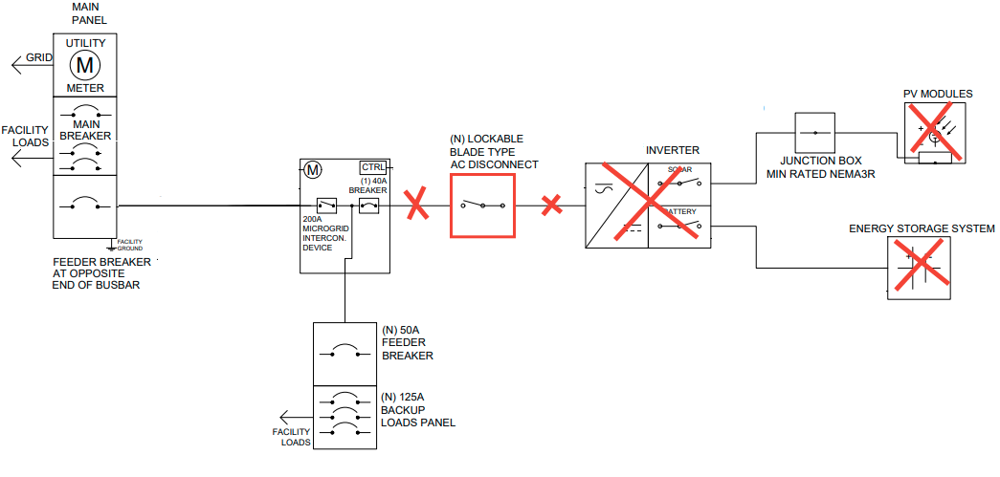 MAIN
PANEL
UTILITY
M
METER
GRID
MAIN
BREAKER
FACILITY
LOADS
FACILITY
GROUND
FEEDER BREAKER
AT OPPOSITE
END OF BUSBAR
M
CTRL
(1) 40A
BREAKER
200A
MICROGRID
INTERCON.
DEVICE
(N) LOCKABLE
BLADE TYPE
AC DISCONNECT
INVERTER
SOLAR
BATTERY
JUNCTION BOX
MIN RATED NEMA3R
PV MODULES
ENERGY STORAGE SYSTEM
(N) 50A
FEEDER
BREAKER
(N) 125A
BACKUP
LOADS PANEL
FACILITY
LOADS